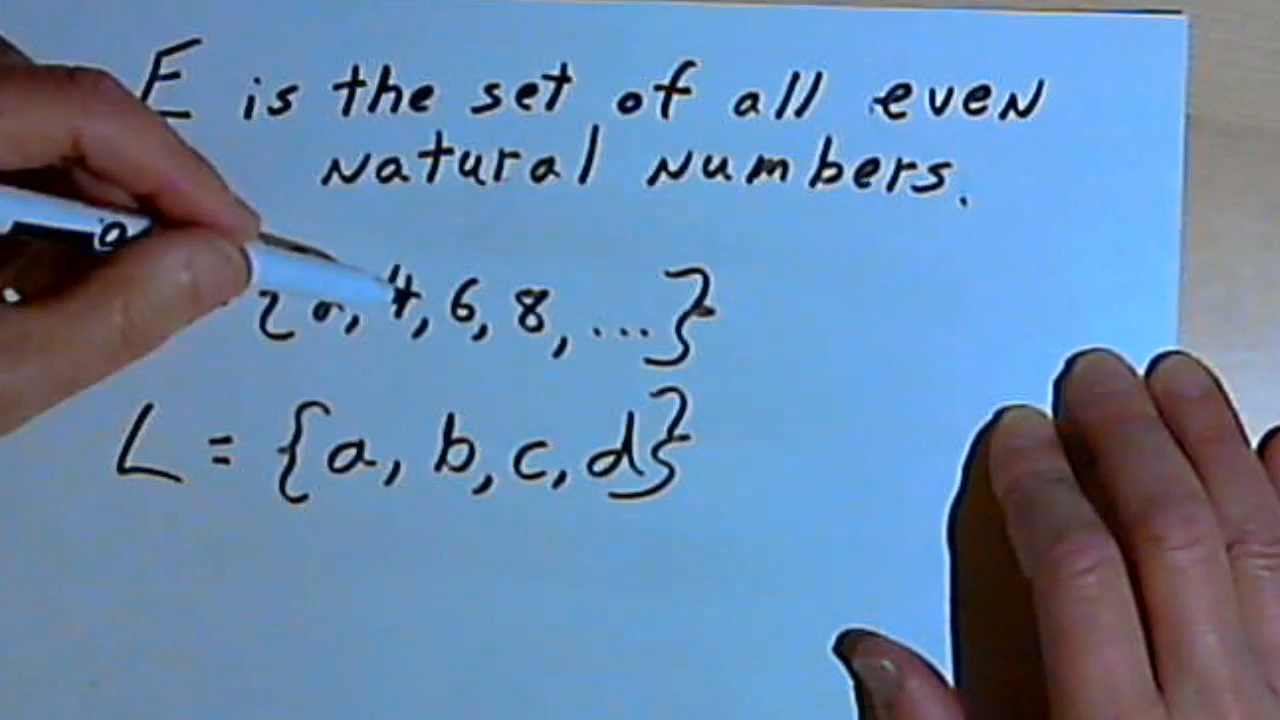 E is the set of all even
natural numbers.
4, 6, 8, ...}
L = {a, b, c, d}